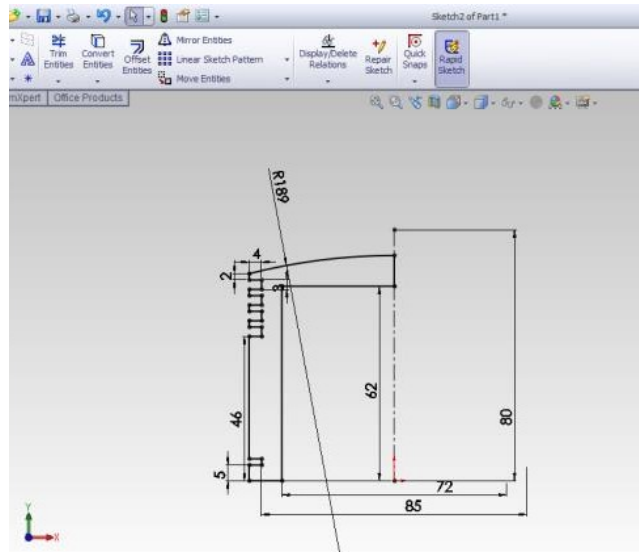 Sketch2 of Part1 *
Trim Entities
Convert Entities
Offset Entities
Mirror Entities
Linear Sketch Pattern
Move Entities
Display/Delete Relations
Repair Sketch
Quick Snaps
Rapid Sketch
mXpert
Office Products
R189
4
2
3
62
80
46
5
72
85
Y
X